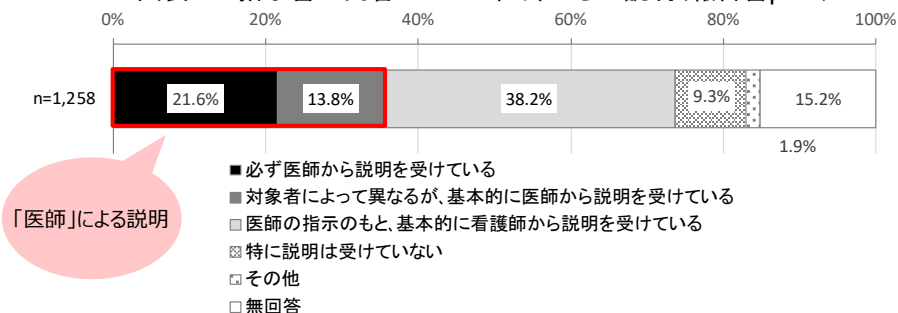 0%
20%
40%
60%
80%
100%
n=1,258
21.6%
13.8%
38.2%
9.3%
15.2%
1.9%
「医師」による説明
■必ず医師から説明を受けている
■対象者によって異なるが、基本的に医師から説明を受けている
□医師の指示のもと、基本的に看護師から説明を受けている
特に説明は受けていない
その他
□無回答